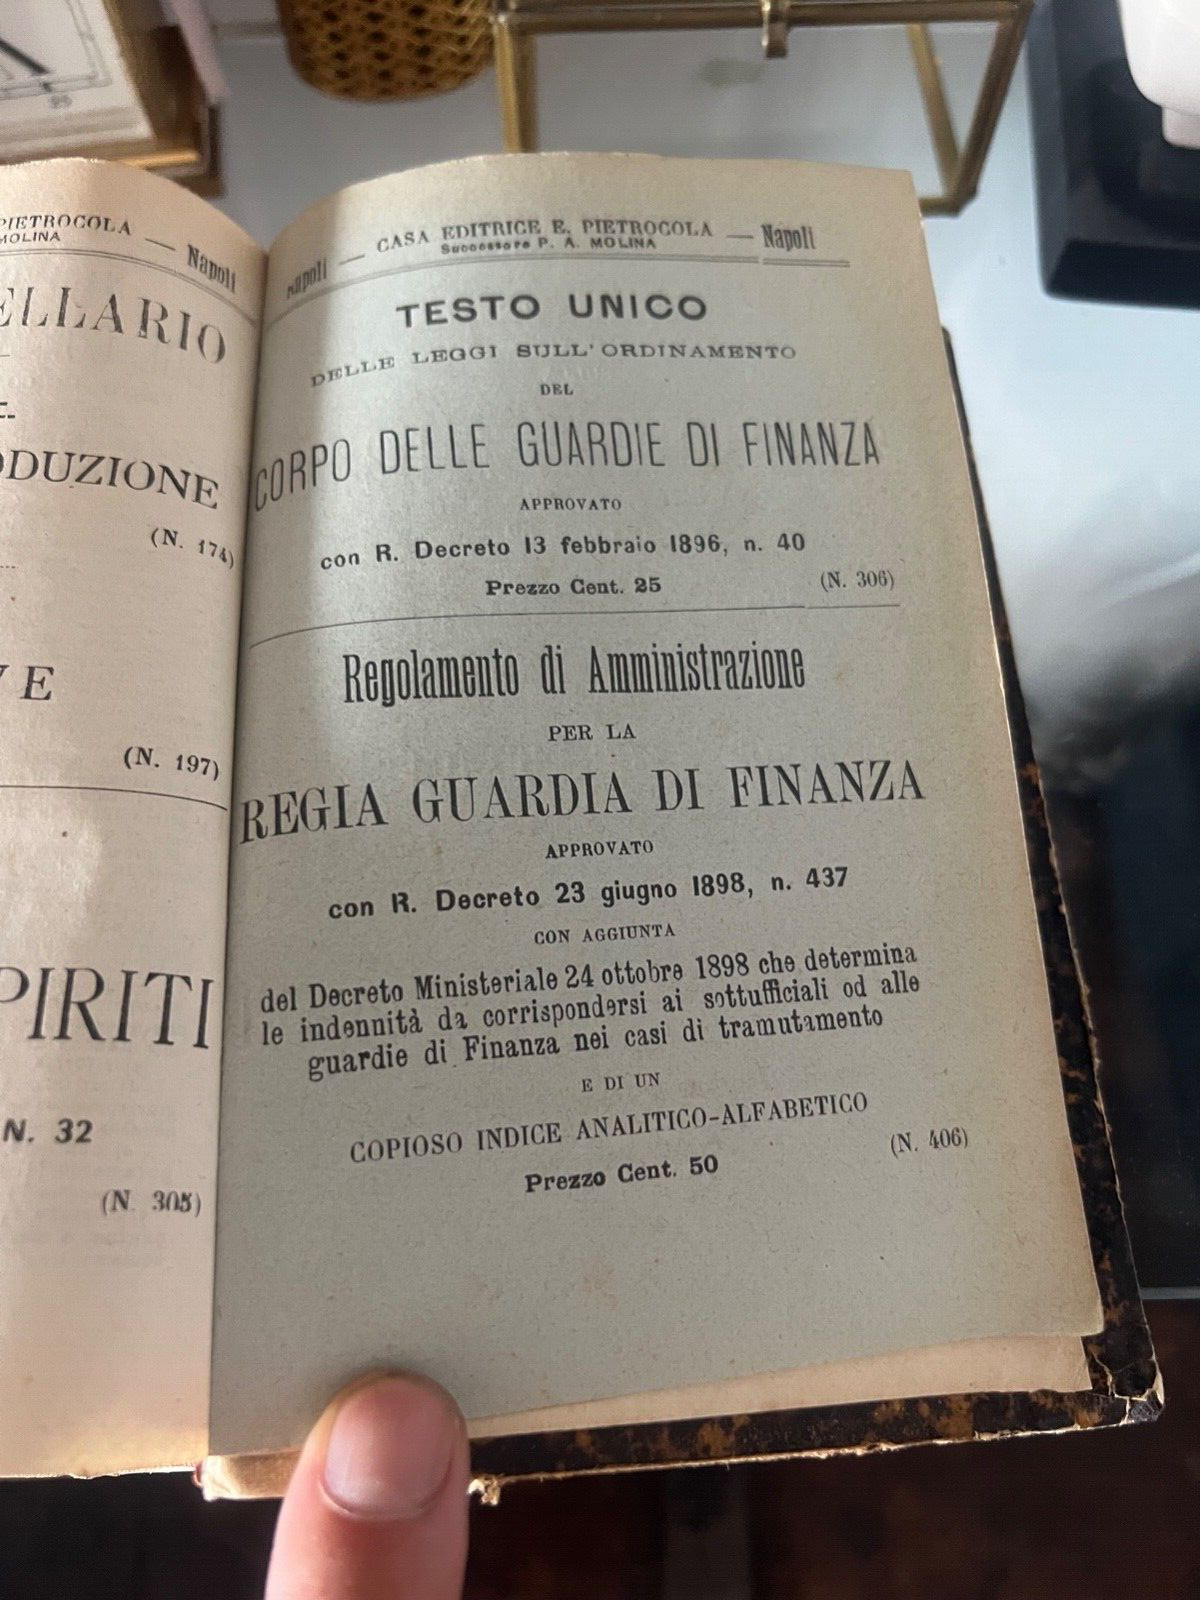 PIETROCOLA
MOLINA
— Napoli
ELLARIO
ODUZIONE
(N. 174)
VE
(N. 197)
PIRITI
N. 32
(N. 305)
Napoli — CASA EDITRICE E. PIETROCOLA — Napoli
Successore P. A. MOLINA
TESTO UNICO
DELLE LEGGI SULL'ORDINAMENTO
DEL
CORPO DELLE GUARDIE DI FINANZA
APPROVATO
con R. Decreto 13 febbraio 1896, n. 40
Prezzo Cent. 25
(N. 306)
Regolamento di Amministrazione
PER LA
REGIA GUARDIA DI FINANZA
APPROVATO
con R. Decreto 23 giugno 1898, n. 437
CON AGGIUNTA
del Decreto Ministeriale 24 ottobre 1898 che determina
le indennità da corrispondersi ai sottufficiali od alle
guardie di Finanza nei casi di tramutamento
E DI UN
COPIOSO INDICE ANALITICO-ALFABETICO
(N. 406)
Prezzo Cent. 50